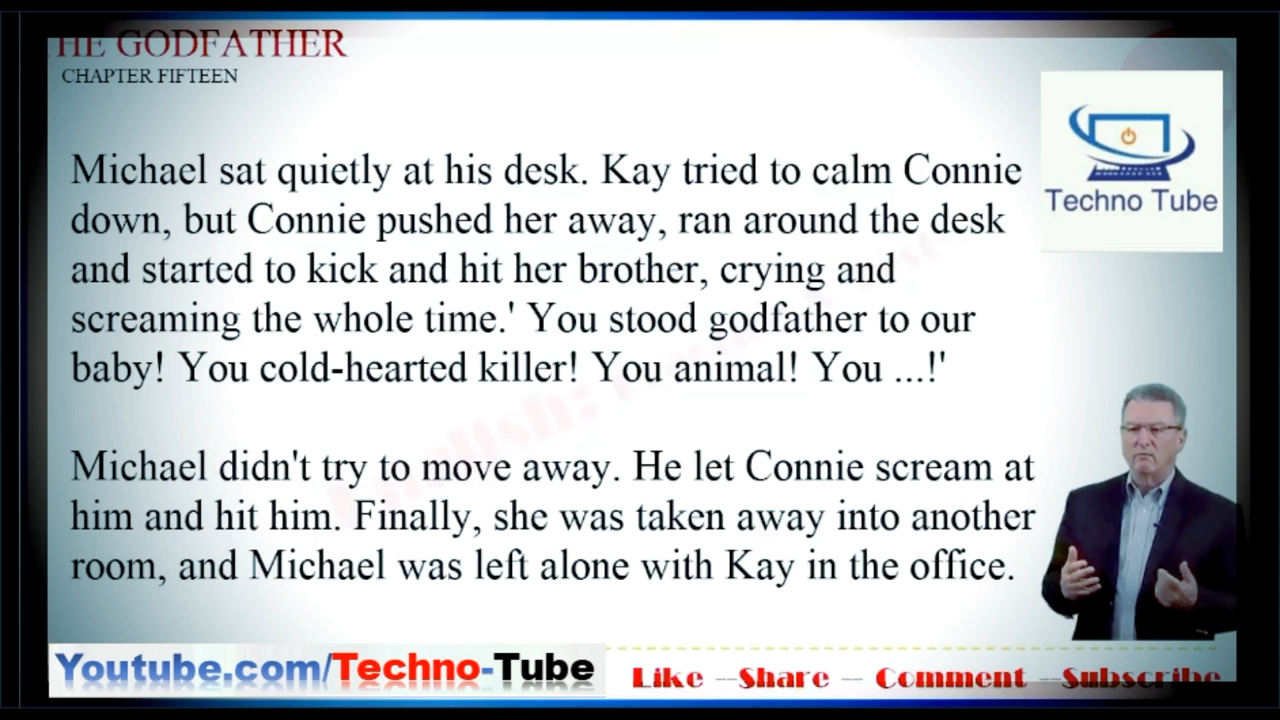 THE GODFATHER
CHAPTER FIFTEEN
Michael sat quietly at his desk. Kay tried to calm Connie
down, but Connie pushed her away, ran around the desk
and started to kick and hit her brother, crying and
screaming the whole time.' You stood godfather to our
baby! You cold-hearted killer! You animal! You ...!'
Michael didn't try to move away. He let Connie scream at
him and hit him. Finally, she was taken away into another
room, and Michael was left alone with Kay in the office.
Techno Tube
Youtube.com/Techno-Tube
Like -- Share -- Comment -- Subscribe